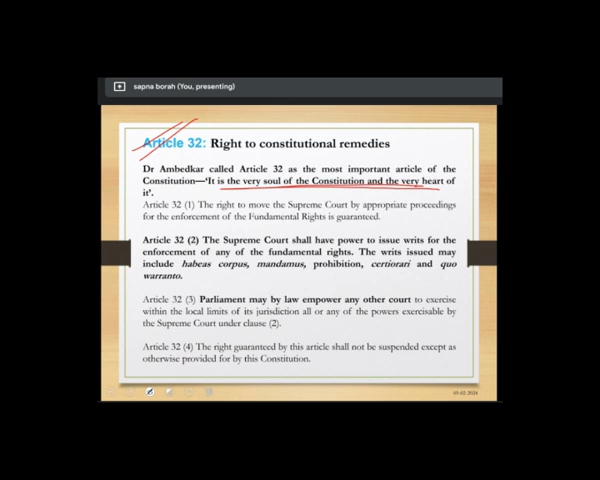 sapna borah (You, presenting)
Article 32: Right to constitutional remedies
Dr Ambedkar called Article 32 as the most important article of the
Constitution—'It is the very soul of the Constitution and the very heart of
it'.
Article 32 (1) The right to move the Supreme Court by appropriate proceedings
for the enforcement of the Fundamental Rights is guaranteed.
Article 32 (2) The Supreme Court shall have power to issue writs for the
enforcement of any of the fundamental rights. The writs issued may
include habeas corpus, mandamus, prohibition, certiorari and quo
warranto.
Article 32 (3) Parliament may by law empower any other court to exercise
within the local limits of its jurisdiction all or any of the powers exercisable by
the Supreme Court under clause (2).
Article 32 (4) The right guaranteed by this article shall not be suspended except as
otherwise provided for by this Constitution.